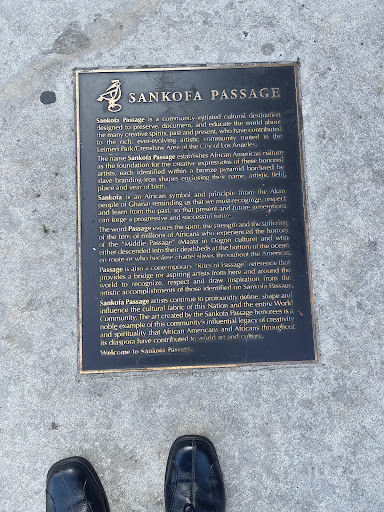 SANKOFA PASSAGE
Sankofa Passage is a community-initiated cultural destination
designed to preserve, document, and educate the world about
the many creative spirits, past and present, who have contributed
to the rich, ever-evolving artistic community rooted in the
Leimert Park/Crenshaw Area of the City of Los Angeles.
The name Sankofa Passage establishes African American culture
as the foundation for the creative expressions of these honored
artists, each identified within a bronze pyramid bracketed by
slave branding-iron shapes enclosing their name, artistic field,
place and year of birth.
Sankofa is an African symbol and principle (from the Akan
people of Ghana) reminding us that we must recognize, respect
and learn from the past, so that present and future generations
can forge a progressive and successful future.
The word Passage evokes the spirit, the strength and the suffering
of the tens of millions of Africans who experienced the horrors
of the "Middle Passage" (Maafa in Dogon culture) and who
either descended into their deathbeds at the bottom of the ocean
en route or who became chattel slaves throughout the Americas.
Passage is also a contemporary "Rites of Passage" reference that
provides a bridge for aspiring artists from here and around the
world to recognize, respect and draw inspiration from the
artistic accomplishments of those identified on Sankofa Passage.
Sankofa Passage artists continue to profoundly define, shape and
influence the cultural fabric of this Nation and the entire World
Community. The art created by the Sankofa Passage honorees is a
noble example of this community's influential legacy of creativity
and spirituality that African Americans and Africans throughout
its diaspora have contributed to world art and culture.
Welcome to Sankofa Passage.